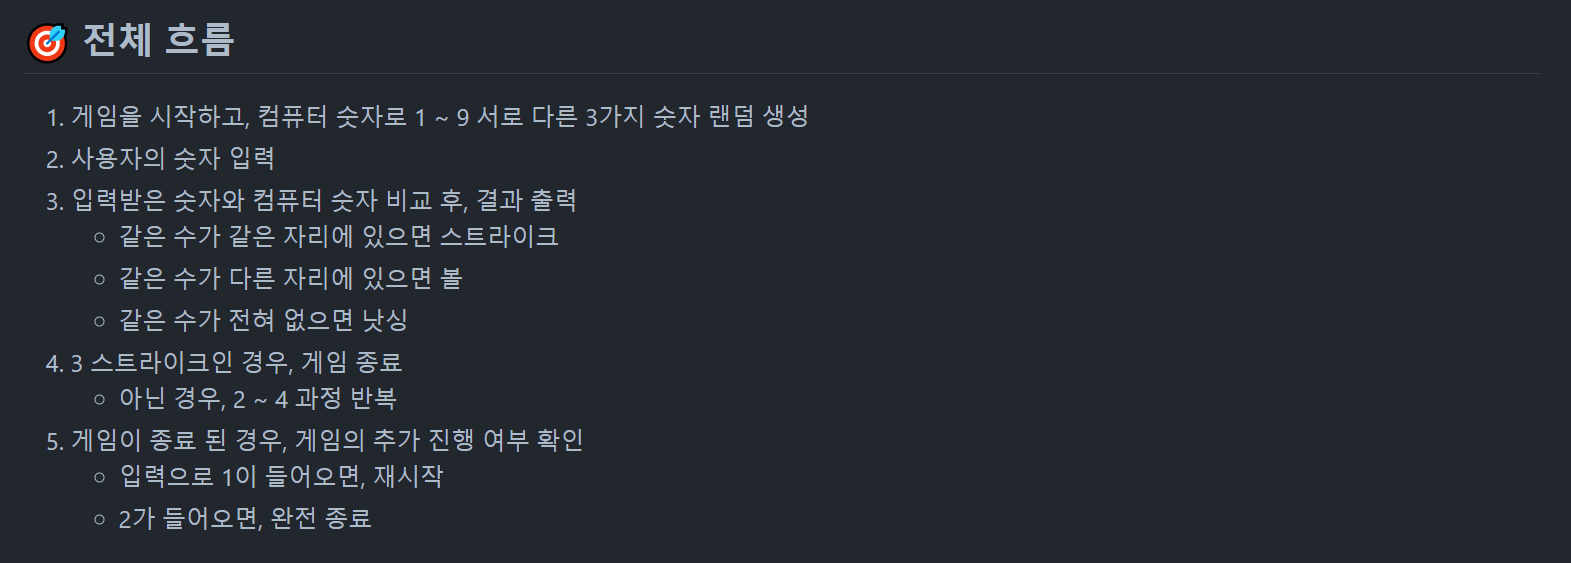 🎯 전체 흐름
1. 게임을 시작하고, 컴퓨터 숫자로 1 ~ 9 서로 다른 3가지 숫자 랜덤 생성
2. 사용자의 숫자 입력
3. 입력받은 숫자와 컴퓨터 숫자 비교 후, 결과 출력
◦ 같은 수가 같은 자리에 있으면 스트라이크
◦ 같은 수가 다른 자리에 있으면 볼
◦ 같은 수가 전혀 없으면 낫싱
4. 3 스트라이크인 경우, 게임 종료
◦ 아닌 경우, 2 ~ 4 과정 반복
5. 게임이 종료 된 경우, 게임의 추가 진행 여부 확인
◦ 입력으로 1이 들어오면, 재시작
◦ 2가 들어오면, 완전 종료